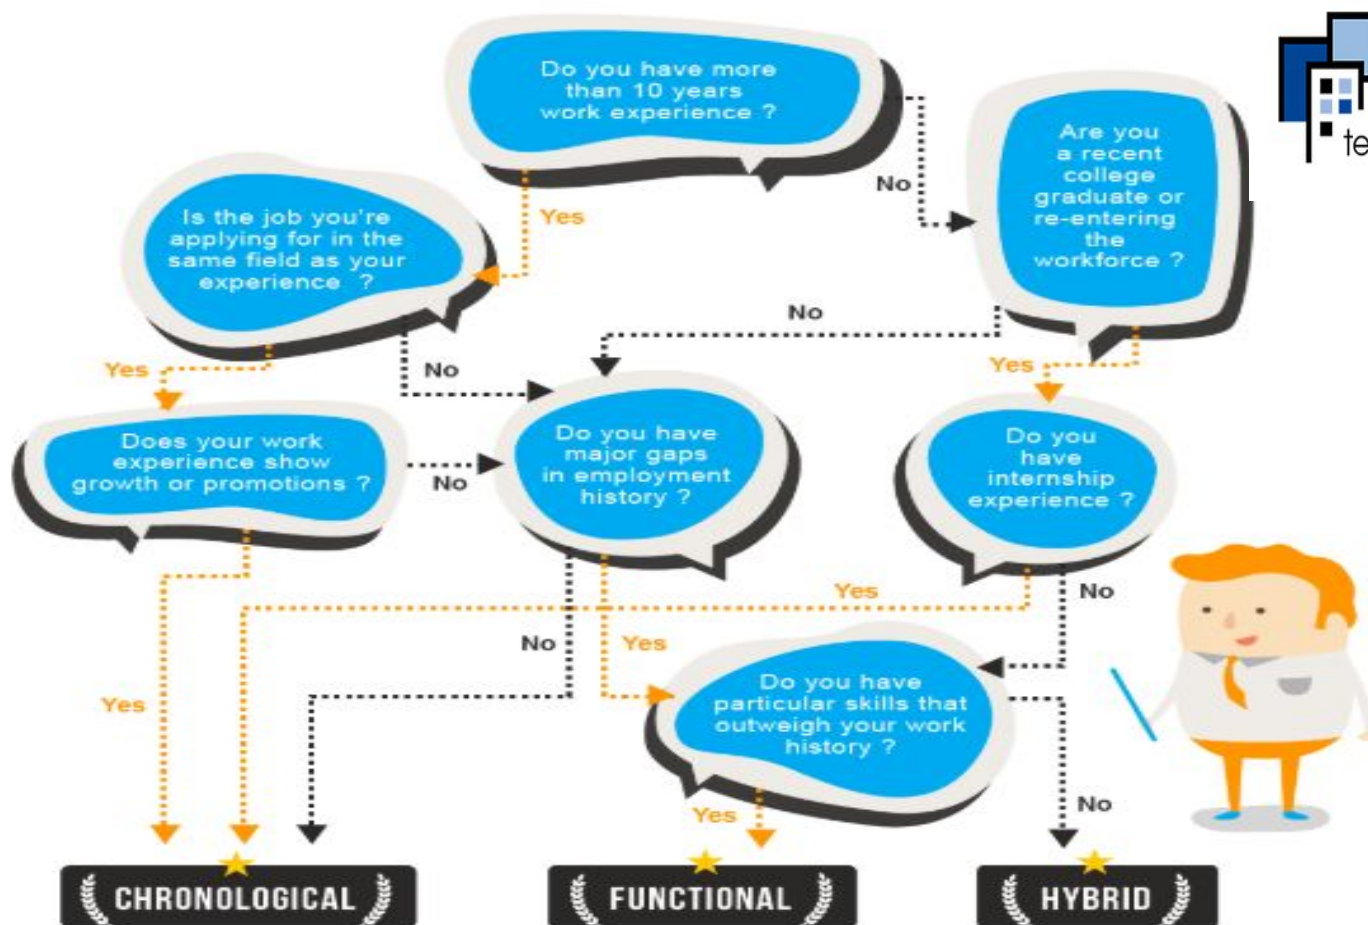 Do you have more
than 10 years
work experience ?
Are you
a recent
college
graduate or
re-entering
the
workforce ?
te
No
Yes
Is the job you're
applying for in the
same field as your
experience ?
No
Yes
No
Yes
Does your work
experience show
growth or promotions ?
No
Do you have
major gaps
in employment
history ?
Do you
have
internship
experience ?
Yes
No
No
Yes
Yes
Do you have
particular skills that
outweigh your work
history ?
Yes
No
CHRONOLOGICAL
FUNCTIONAL
HYBRID